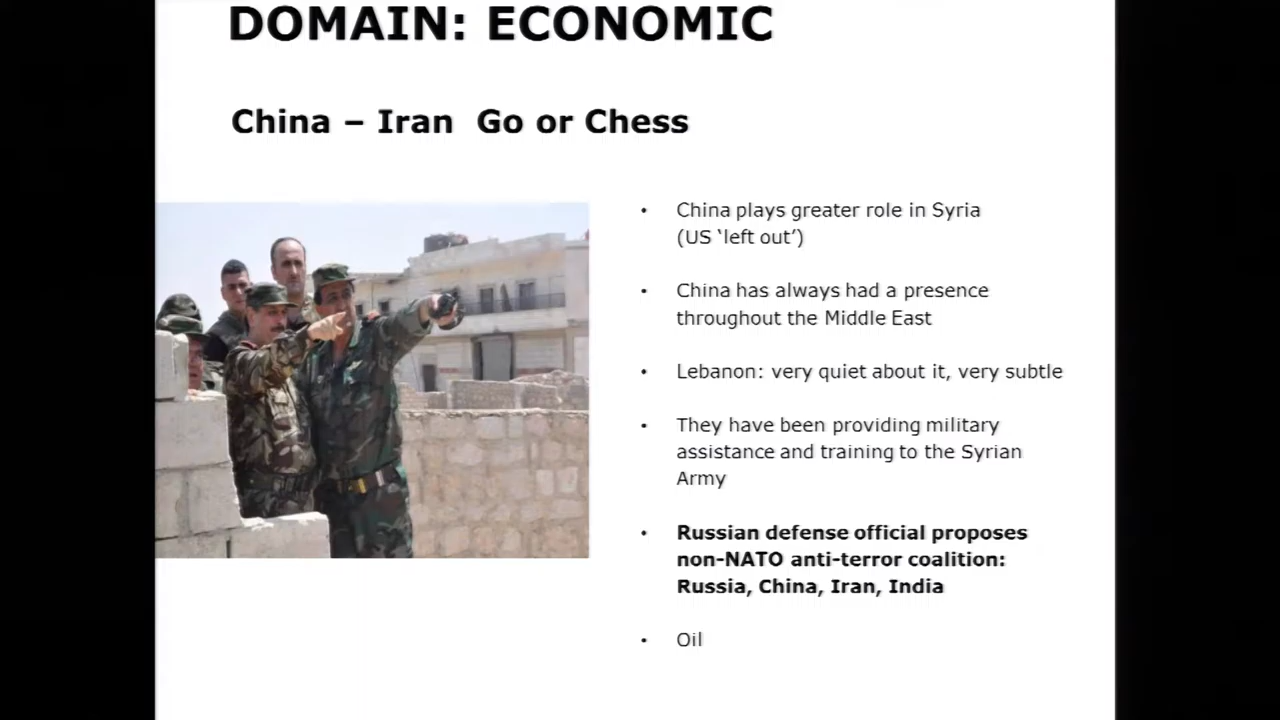 DOMAIN: ECONOMIC
China – Iran  Go or Chess
• China plays greater role in Syria
(US ‘left out’)
• China has always had a presence
throughout the Middle East
• Lebanon: very quiet about it, very subtle
• They have been providing military
assistance and training to the Syrian
Army
• Russian defense official proposes
non-NATO anti-terror coalition:
Russia, China, Iran, India
• Oil